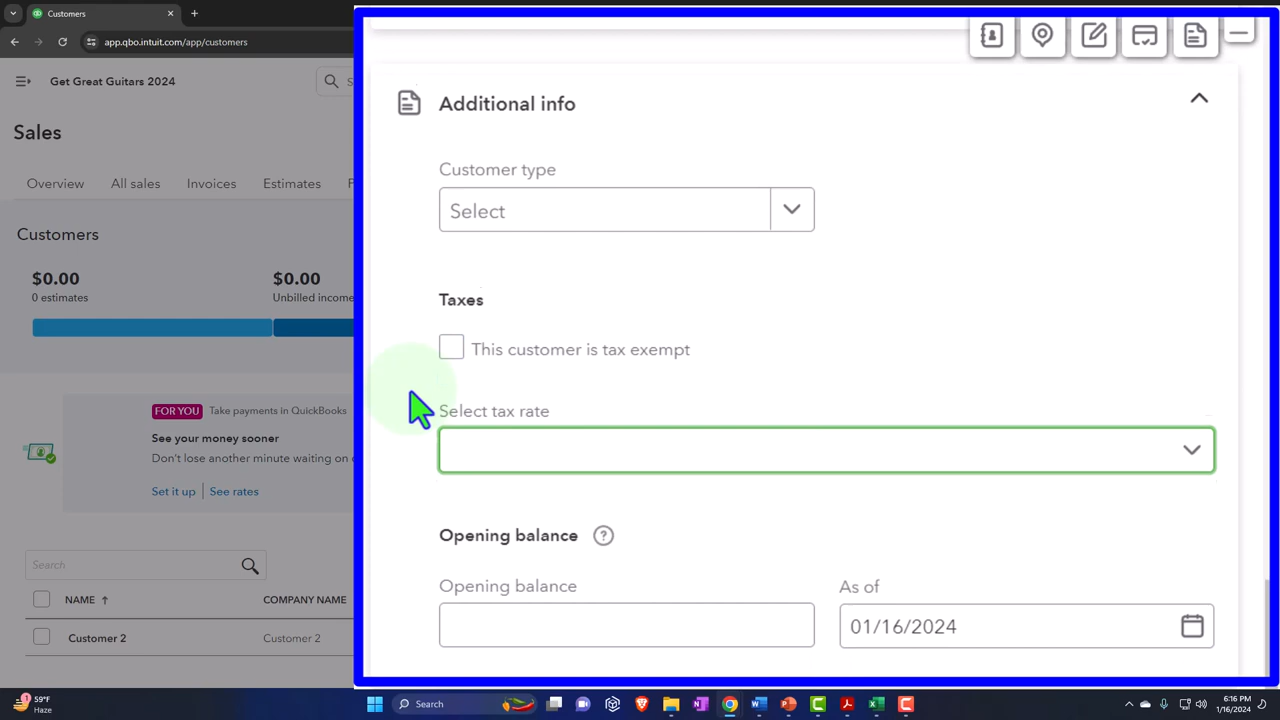 Customers
app.qbo.intuit.com/app/customers
Get Great Guitars 2024
Sales
Overview All sales Invoices Estimates
Customers
$0.00 $0.00
0 estimates Unbilled income
FOR YOU Take payments in QuickBooks
See your money sooner
Don't lose another minute waiting on
Set it up See rates
Search
NAME COMPANY NAME
Customer 2 Customer 2
Additional info
Customer type
Select
Taxes
This customer is tax exempt
Select tax rate
Opening balance
Opening balance As of
01/16/2024
1
59°F
Haze
Search
6:16 PM
1/16/2024